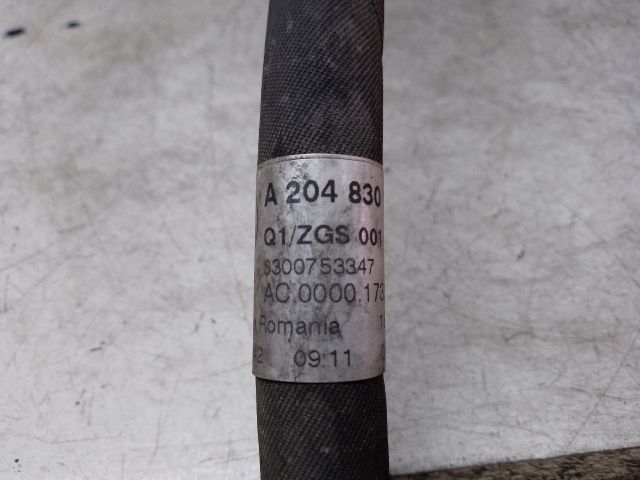 A 204 830
Q1/ZGS 001
8300753347
AC.0000.173
Romania
09.11